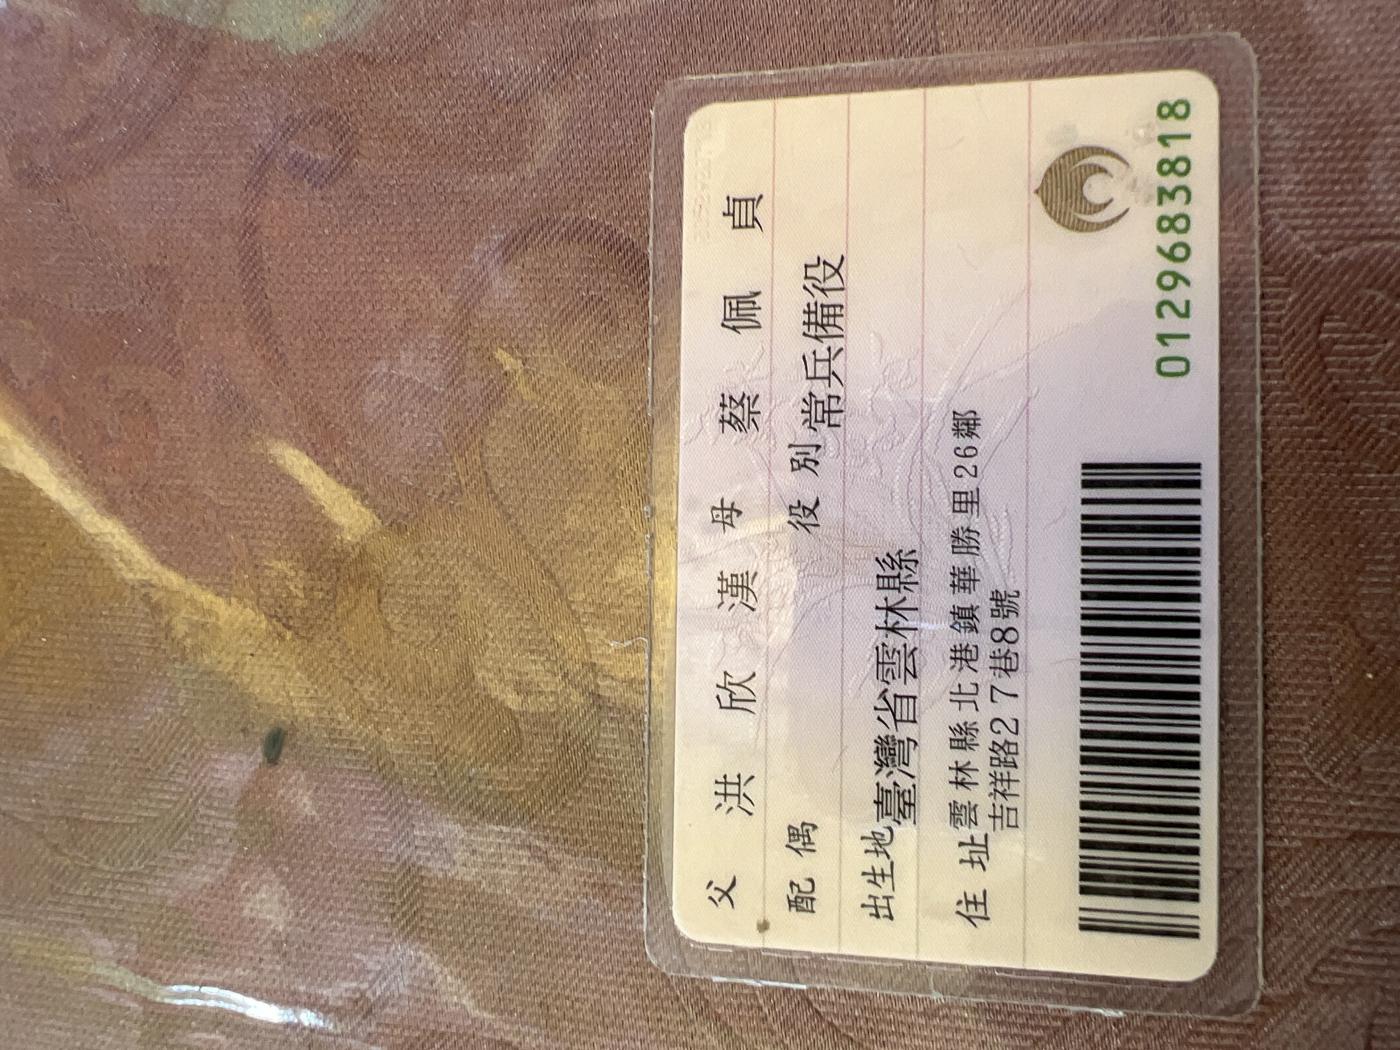 父 洪欣漢 母 蔡佩貞
配偶 役別 常兵備役
出生地 臺灣省雲林縣
住址 雲林縣北港鎮華勝里26鄰
吉祥路27巷8號
0129683818